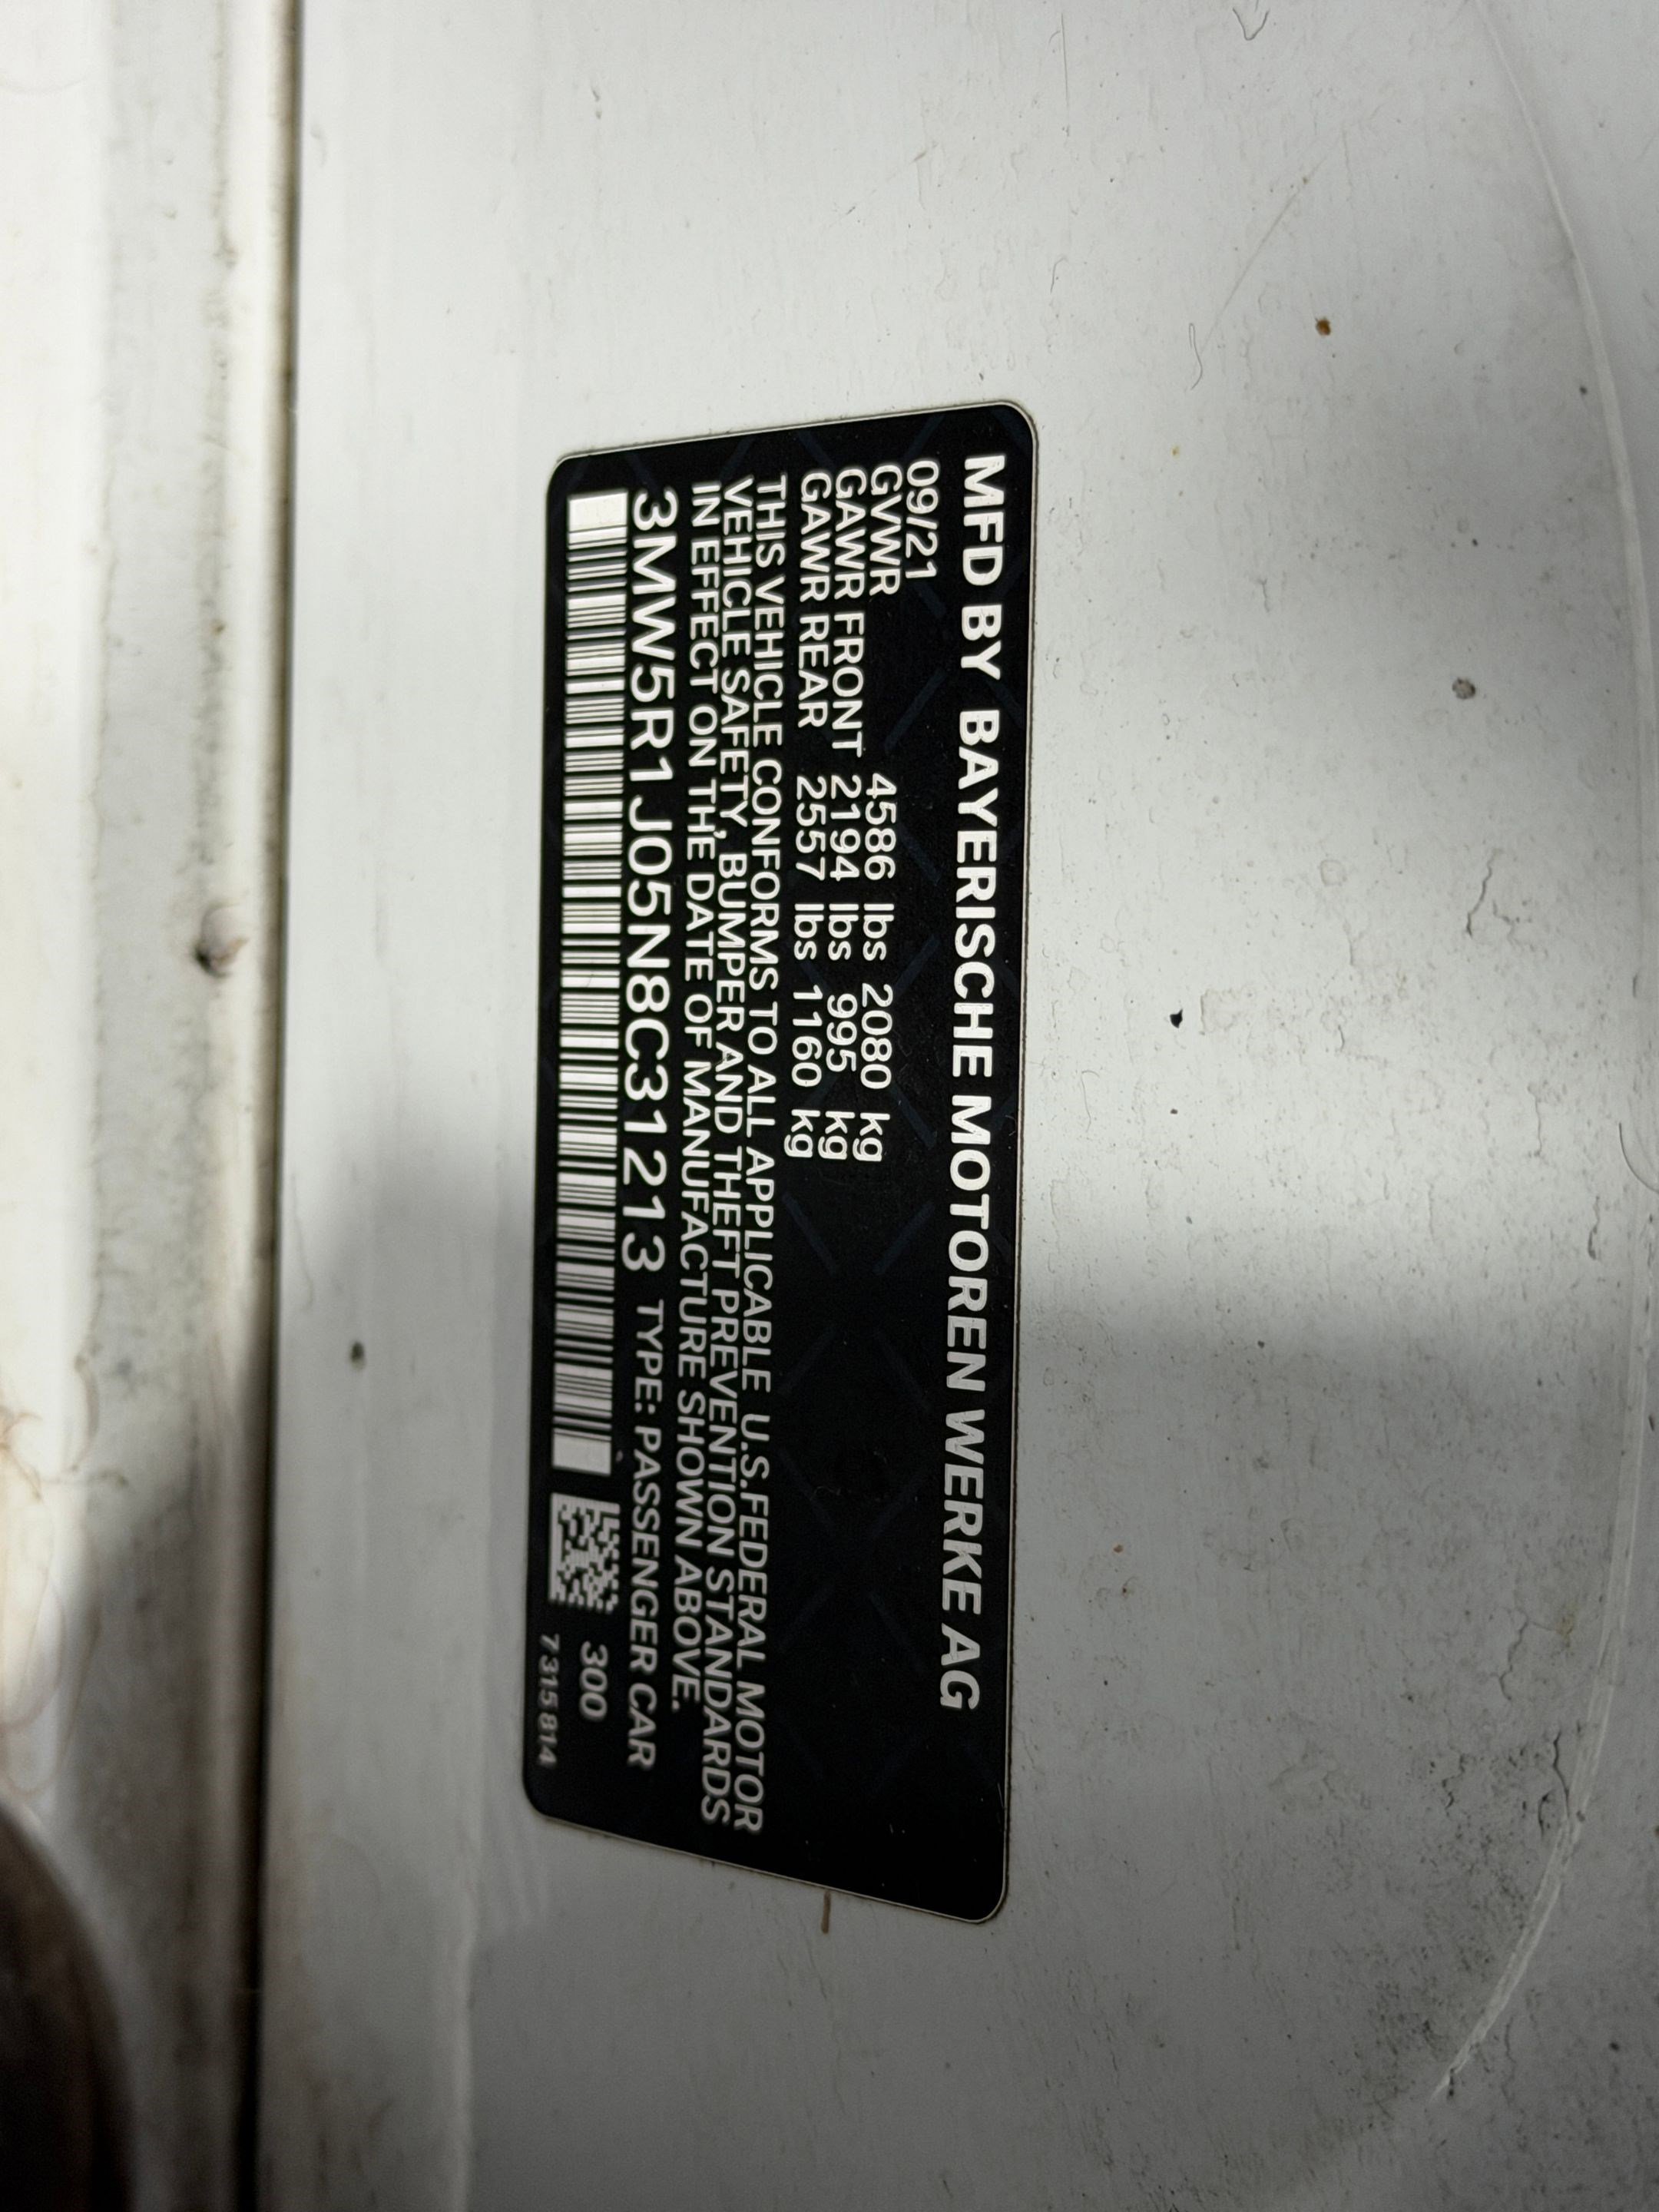 MFD BY BAYERISCHE MOTOREN WERKE AG
09/21
GVWR 4586 lbs 2080 kg
GAWR FRONT 2194 lbs 995 kg
GAWR REAR 2557 lbs 1160 kg
THIS VEHICLE CONFORMS TO ALL APPLICABLE U.S.FEDERAL MOTOR
VEHICLE SAFETY, BUMPER AND THEFT PREVENTION STANDARDS
IN EFFECT ON THE DATE OF MANUFACTURE SHOWN ABOVE.
3MW5R1J05N8C31213 TYPE: PASSENGER CAR
300
7315814